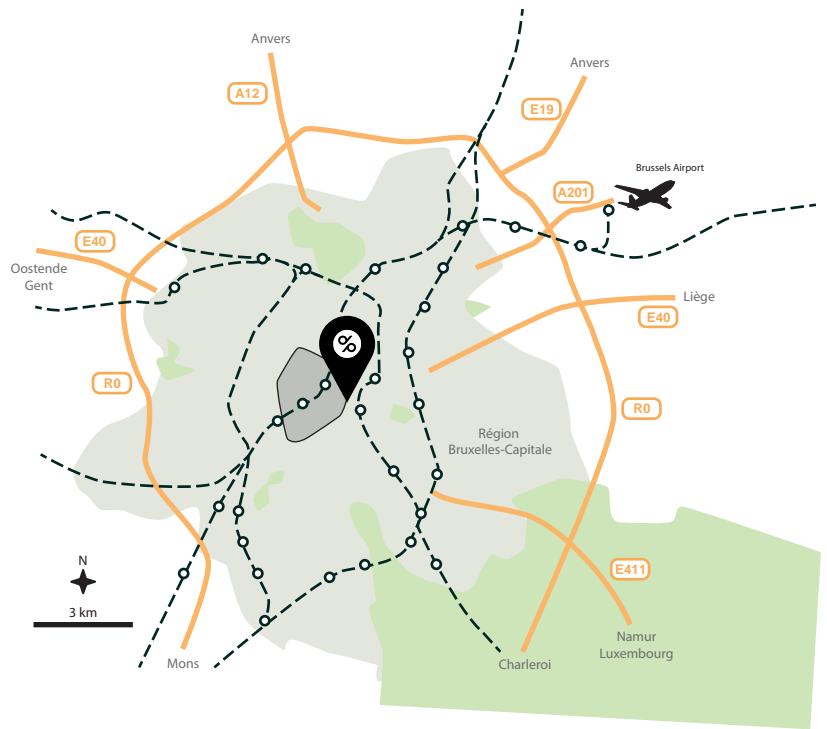 Anvers
Anvers
A12
E19
Brussels Airport
A201
E40
Oostende
Gent
Liège
E40
%
R0
R0
Région
Bruxelles-Capitale
N
3 km
E411
Mons
Charleroi
Namur
Luxembourg